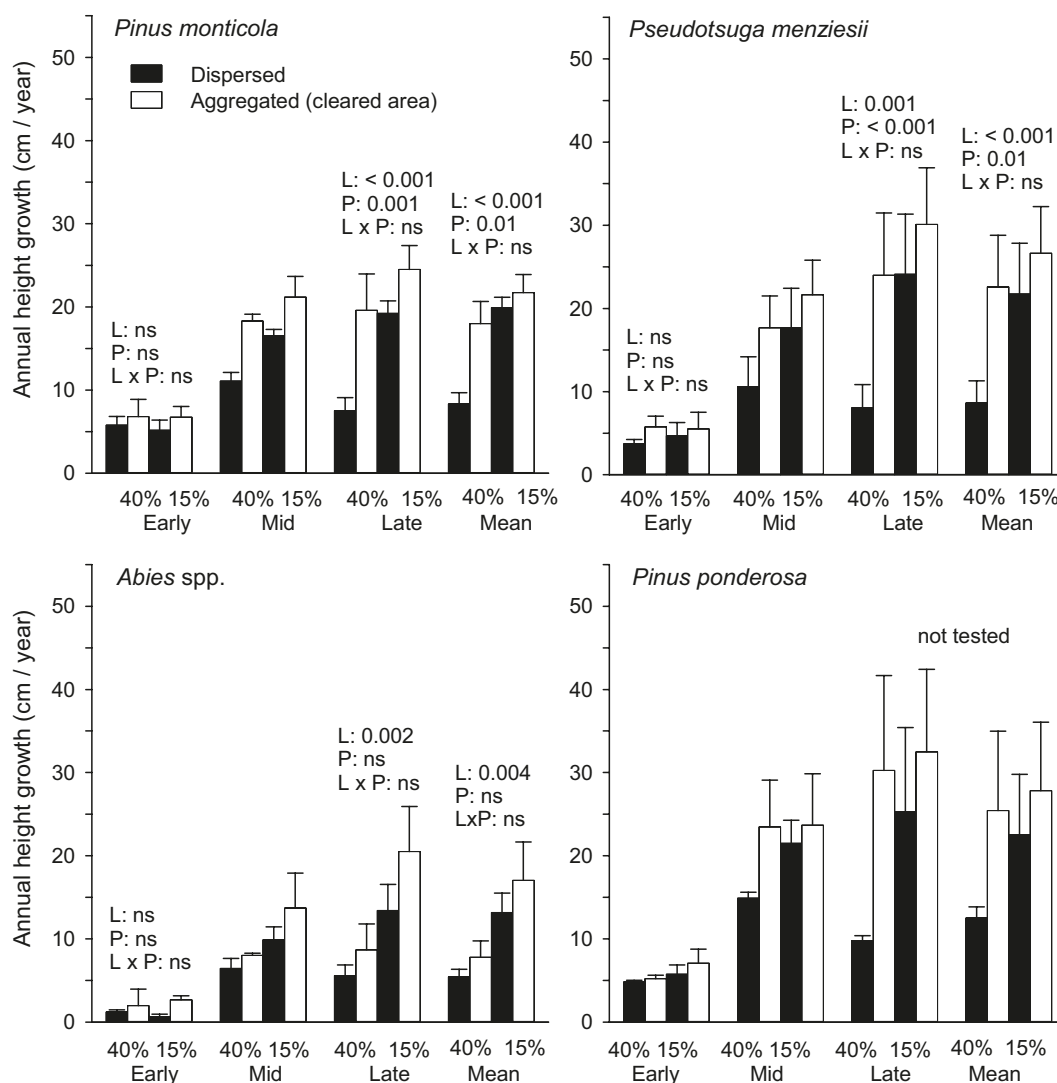 Pinus monticola
Dispersed
Aggregated (cleared area)
Annual height growth (cm / year)
50
40
30
20
10
0
L: ns
P: ns
L x P: ns
L: < 0.001
P: 0.001
L x P: ns
L: < 0.001
P: 0.01
L x P: ns
40% 15% 40% 15% 40% 15% 40% 15%
Early Mid Late Mean
Pseudotsuga menziesii
50
40
30
20
10
0
L: ns
P: ns
L x P: ns
L: 0.001
P: < 0.001
L x P: ns
L: < 0.001
P: 0.01
L x P: ns
40% 15% 40% 15% 40% 15% 40% 15%
Early Mid Late Mean
Abies spp.
Annual height growth (cm / year)
50
40
30
20
10
0
L: ns
P: ns
L x P: ns
L: 0.002
P: ns
L x P: ns
L: 0.004
P: ns
LxP: ns
40% 15% 40% 15% 40% 15% 40% 15%
Early Mid Late Mean
Pinus ponderosa
not tested
50
40
30
20
10
0
40% 15% 40% 15% 40% 15% 40% 15%
Early Mid Late Mean